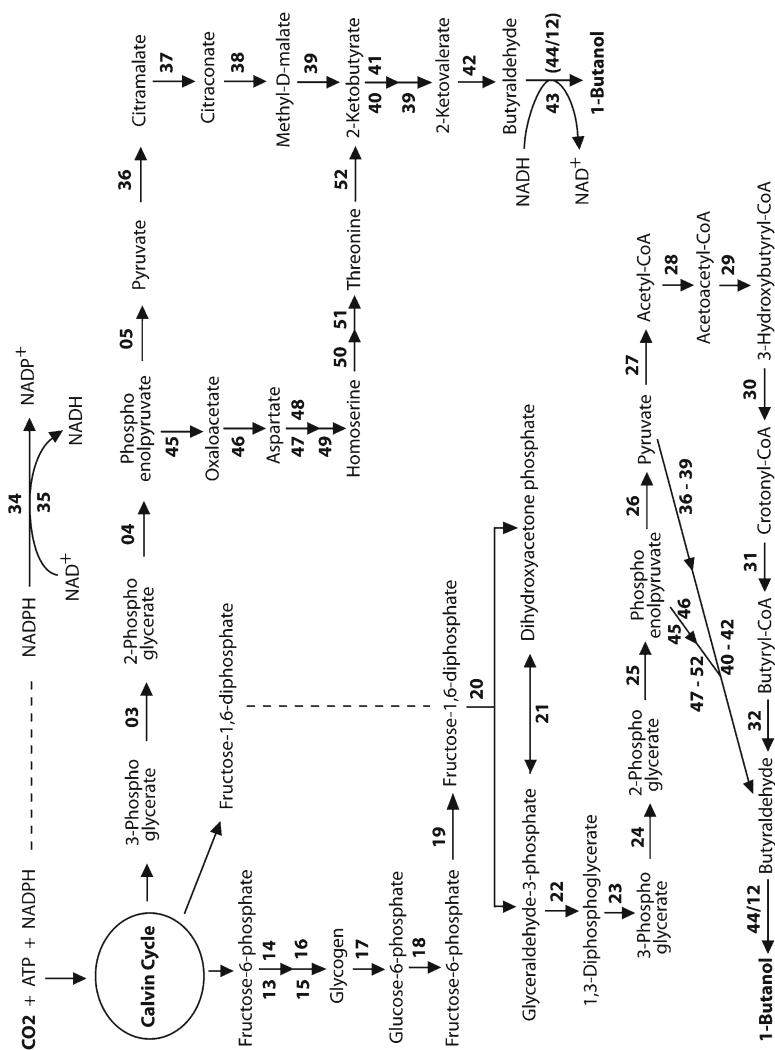 CO2 + ATP + NADPH
NADPH
34
NADP+
NAD+
35
NADH
Calvin Cycle
3-Phospho
glycerate
03
2-Phospho
glycerate
04
Phospho
enolpyruvate
05
Pyruvate
36
Citramalate
37
Citraconate
38
Methyl-D-malate
39
2-Ketobutyrate
40 41
39
2-Ketovalerate
42
Butyraldehyde
NADH
43 (44/12)
NAD+
1-Butanol
45
Oxaloacetate
46
Aspartate
47 48
49
Homoserine
50 51
Threonine
52
Fructose-1,6-diphosphate
Fructose-6-phosphate
13 14
15 16
Glycogen
17
Glucose-6-phosphate
18
Fructose-6-phosphate
19
Fructose-1,6-diphosphate
20
Glyceraldehyde-3-phosphate
21
Dihydroxyacetone phosphate
22
1,3-Diphosphoglycerate
23
3-Phospho
glycerate
24
2-Phospho
glycerate
25
Phospho
enolpyruvate
26
Pyruvate
27
Acetyl-CoA
28
Acetoacetyl-CoA
29
3-Hydroxybutyryl-CoA
30
Crotonyl-CoA
31
Butyryl-CoA
32
Butyraldehyde
44/12
1-Butanol
45 46
47 - 52
36 - 39
40 - 42